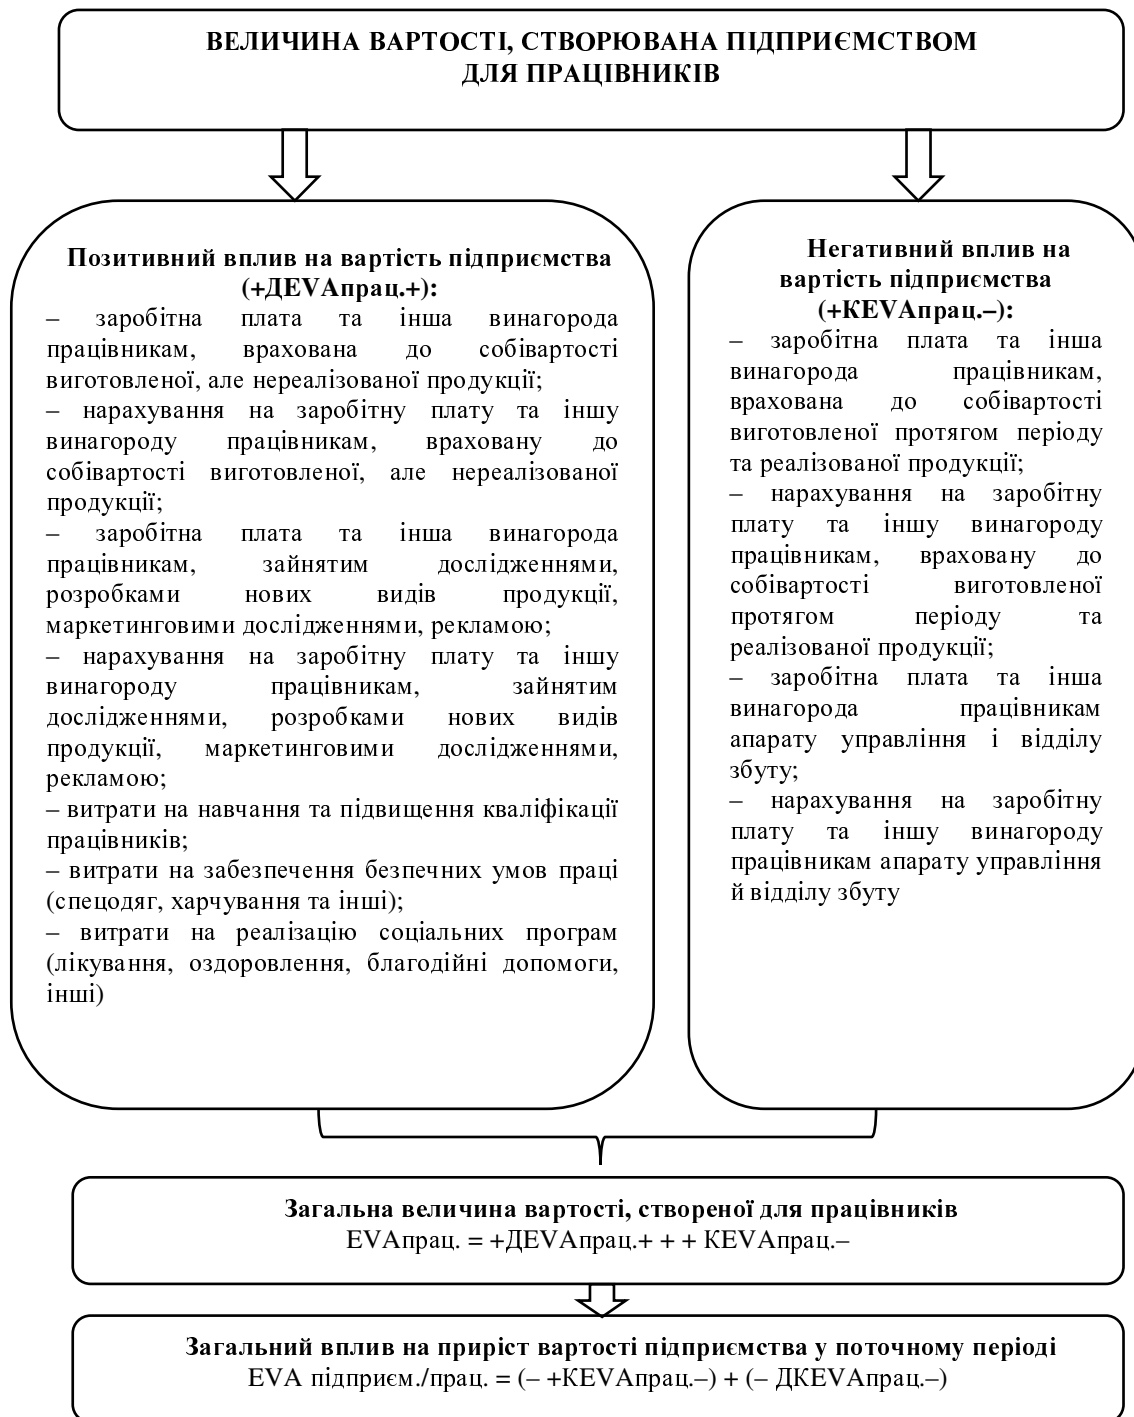 ВЕЛИЧИНА ВАРТОСТІ, СТВОРЮВАНА ПІДПРИЄМСТВОМ
ДЛЯ ПРАЦІВНИКІВ
Позитивний вплив на вартість підприємства
(+ДEVAпрац.+):
– заробітна плата та інша винагорода
працівникам, врахована до собівартості
виготовленої, але нереалізованої продукції;
– нарахування на заробітну плату та іншу
винагороду працівникам, враховану до
собівартості виготовленої, але нереалізованої
продукції;
– заробітна плата та інша винагорода
працівникам, зайнятим дослідженнями,
розробками нових видів продукції,
маркетинговими дослідженнями, рекламою;
– нарахування на заробітну плату та іншу
винагороду працівникам, зайнятим
дослідженнями, розробками нових видів
продукції, маркетинговими дослідженнями,
рекламою;
– витрати на навчання та підвищення кваліфікації
працівників;
– витрати на забезпечення безпечних умов праці
(спецодяг, харчування та інші);
– витрати на реалізацію соціальних програм
(лікування, оздоровлення, благодійні допомоги,
інші)
Негативний вплив на
вартість підприємства
(+KEVAпрац.–):
– заробітна плата та інша
винагорода працівникам,
врахована до собівартості
виготовленої протягом періоду
та реалізованої продукції;
– нарахування на заробітну
плату та іншу винагороду
працівникам, враховану до
собівартості виготовленої
протягом періоду та
реалізованої продукції;
– заробітна плата та інша
винагорода працівникам
апарату управління і відділу
збуту;
– нарахування на заробітну
плату та іншу винагороду
працівникам апарату управління
й відділу збуту
Загальна величина вартості, створеної для працівників
EVAпрац. = +ДEVAпрац.+ + + KEVAпрац.–
Загальний вплив на приріст вартості підприємства у поточному періоді
EVA підприєм./прац. = (– +KEVAпрац.–) + (– ДKEVAпрац.–)